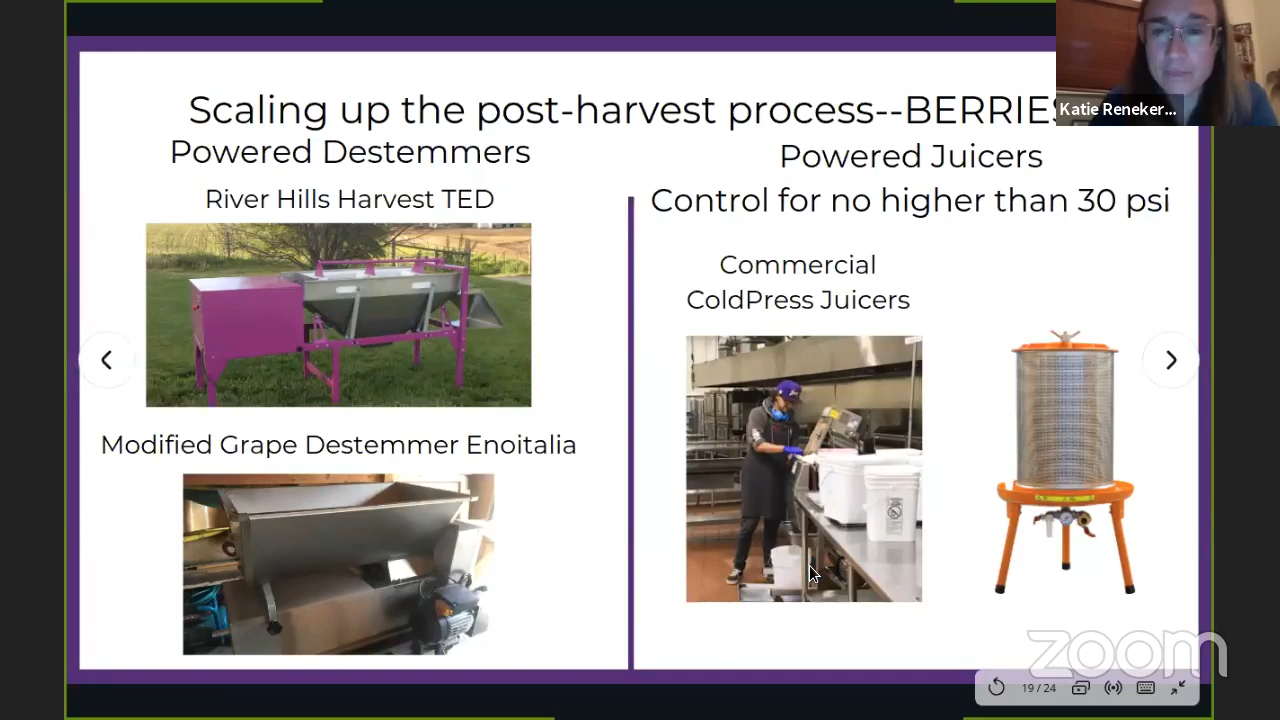 Scaling up the post-harvest process--BERRIES
Powered Destemmers
River Hills Harvest TED
Modified Grape Destemmer Enoitalia
Powered Juicers
Control for no higher than 30 psi
Commercial
ColdPress Juicers
Katie Reneker...
zoom
19 / 24